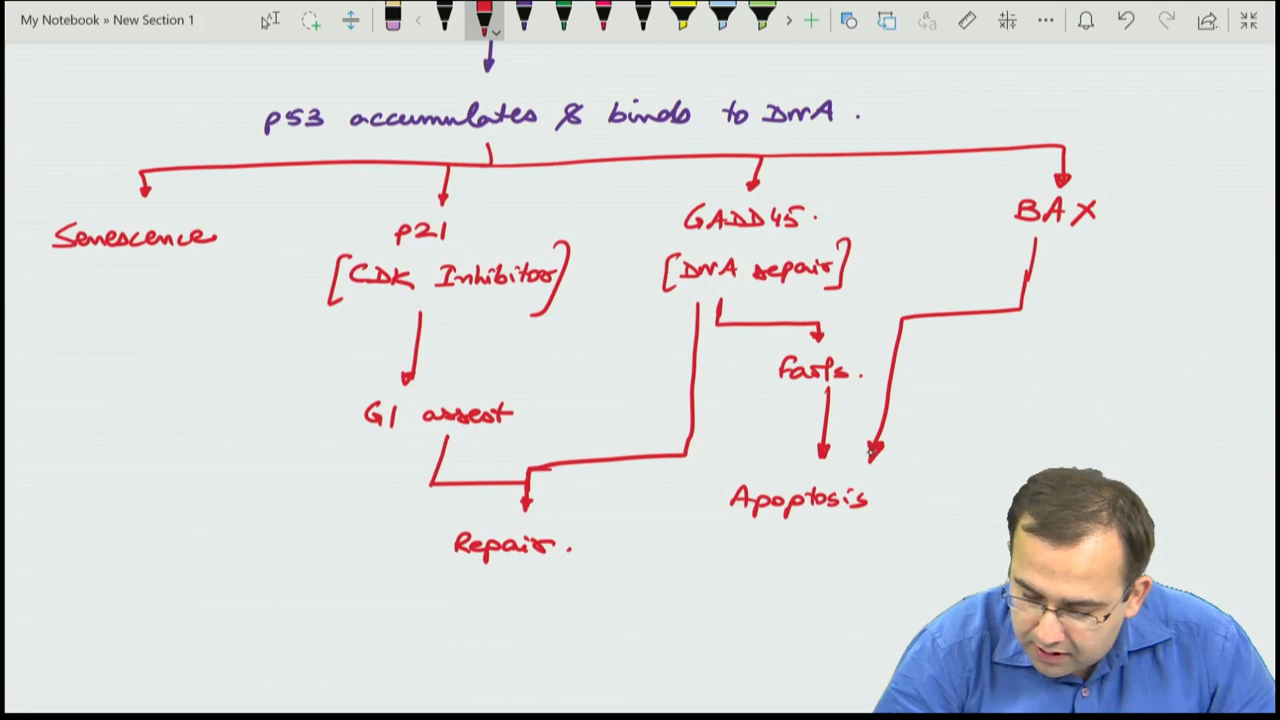 My Notebook » New Section 1
p53 accumulates & binds to DNA .
Senescence
p21
[CDK Inhibitor]
GADD45.
[DNA repair]
BAX
fails.
G1 arrest
Apoptosis
Repair.